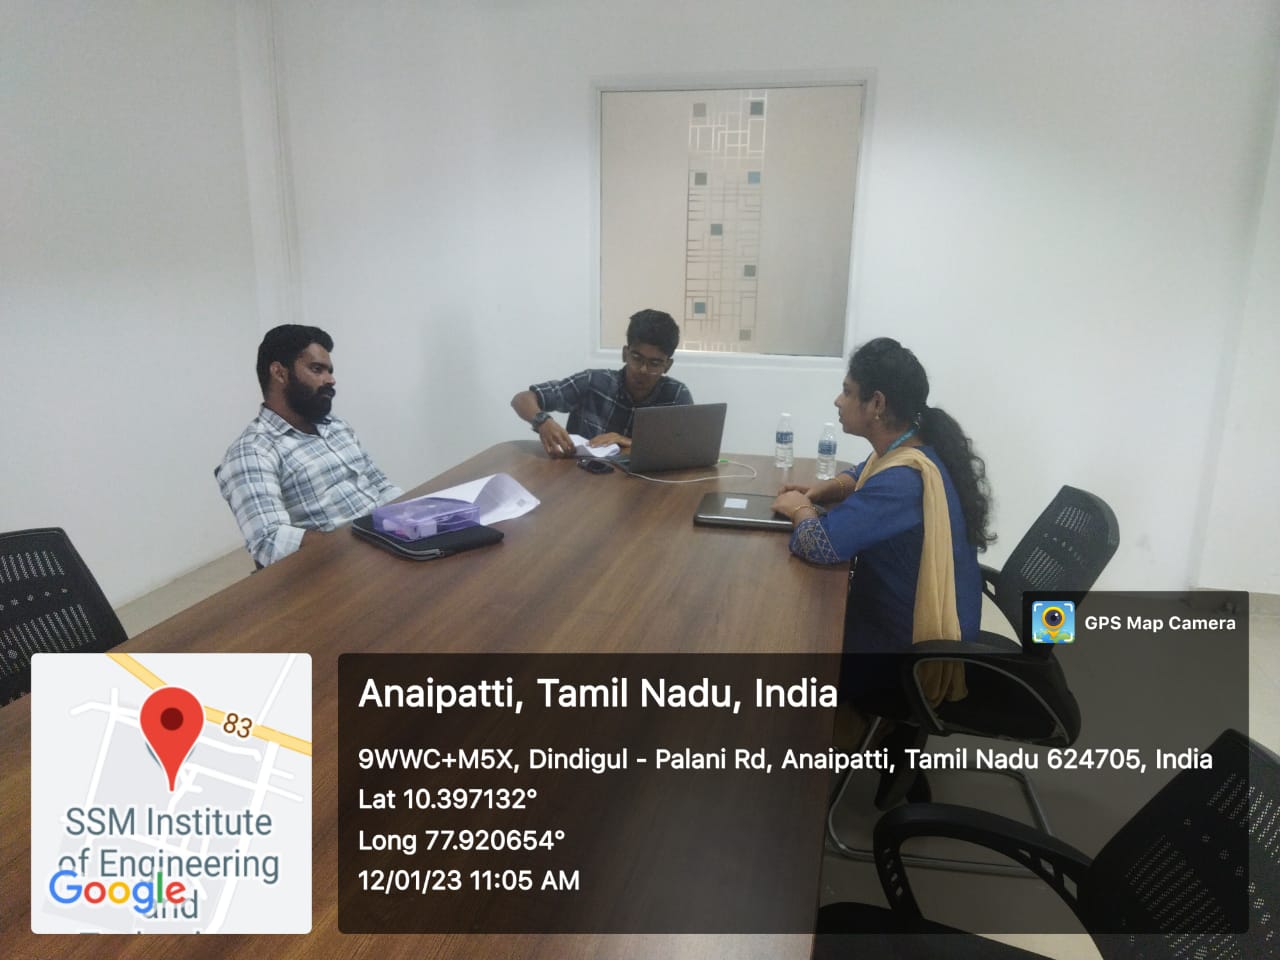 GPS Map Camera
Anaipatti, Tamil Nadu, India
9WWC+M5X, Dindigul - Palani Rd, Anaipatti, Tamil Nadu 624705, India
Lat 10.397132°
Long 77.920654°
12/01/23 11:05 AM
83
SSM Institute
of Engineering
and
Google